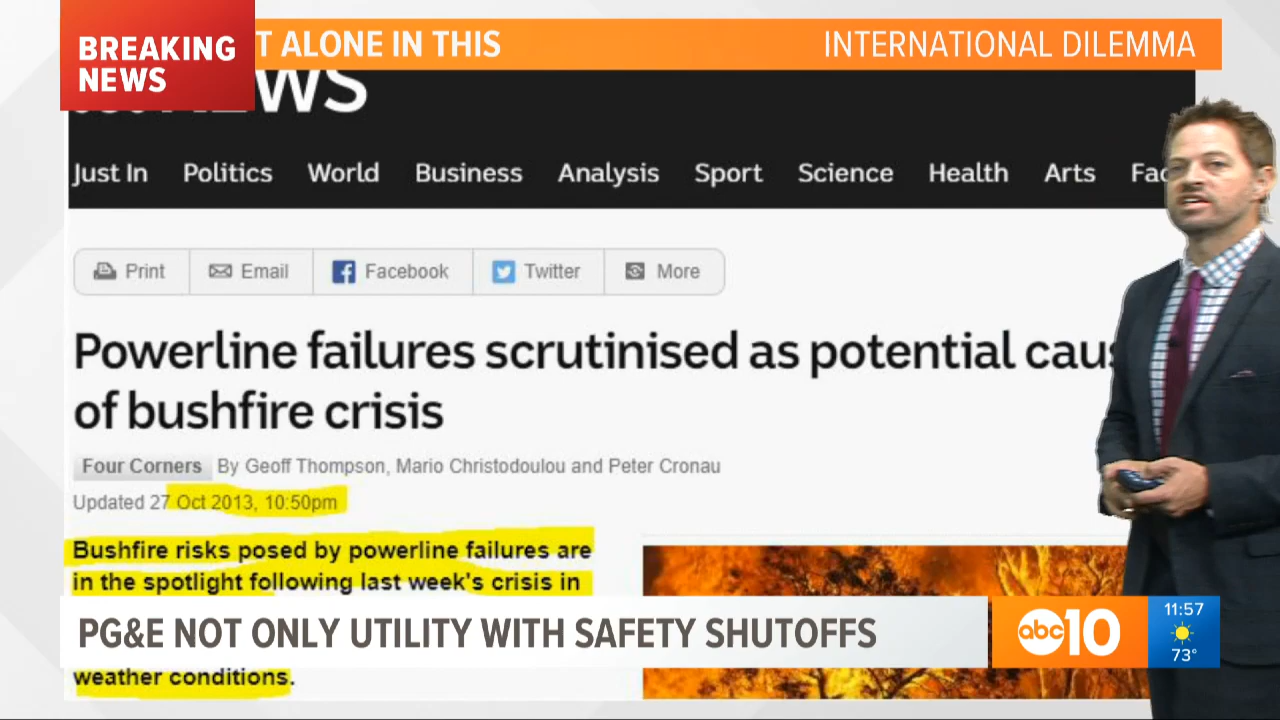 BREAKING
NEWS
T ALONE IN THIS
INTERNATIONAL DILEMMA
NEWS
Just In Politics World Business Analysis Sport Science Health Arts Fac
Print Email Facebook Twitter More
Powerline failures scrutinised as potential caus
of bushfire crisis
Four Corners By Geoff Thompson, Mario Christodoulou and Peter Cronau
Updated 27 Oct 2013, 10:50pm
Bushfire risks posed by powerline failures are
in the spotlight following last week's crisis in
PG&E NOT ONLY UTILITY WITH SAFETY SHUTOFFS
abc10
11:57
73°
weather conditions.